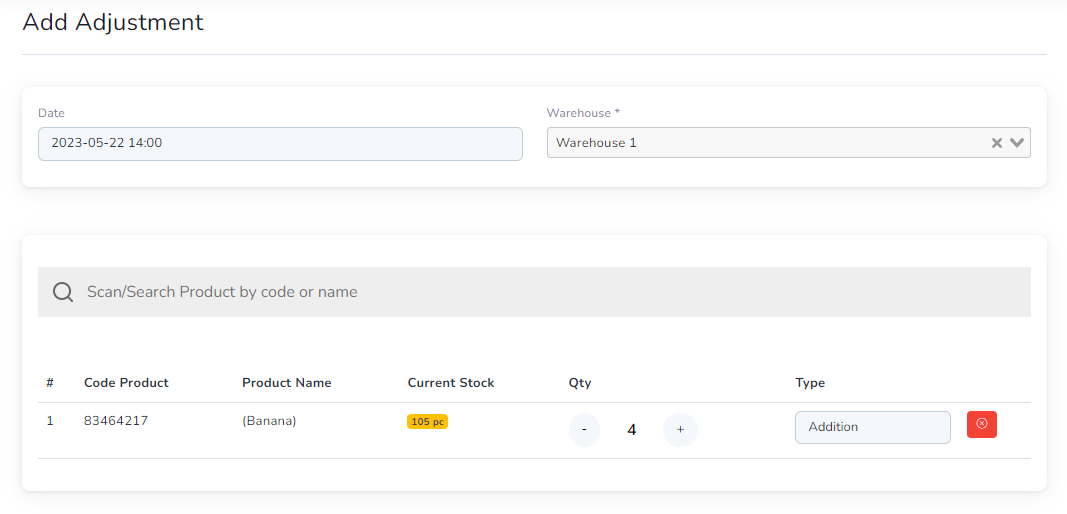 Add Adjustment
Date
Warehouse *
2023-05-22 14:00
Warehouse 1
Scan/Search Product by code or name
# Code Product Product Name Current Stock Qty Type
1 83464217 (Banana) 105 pc - 4 + Addition